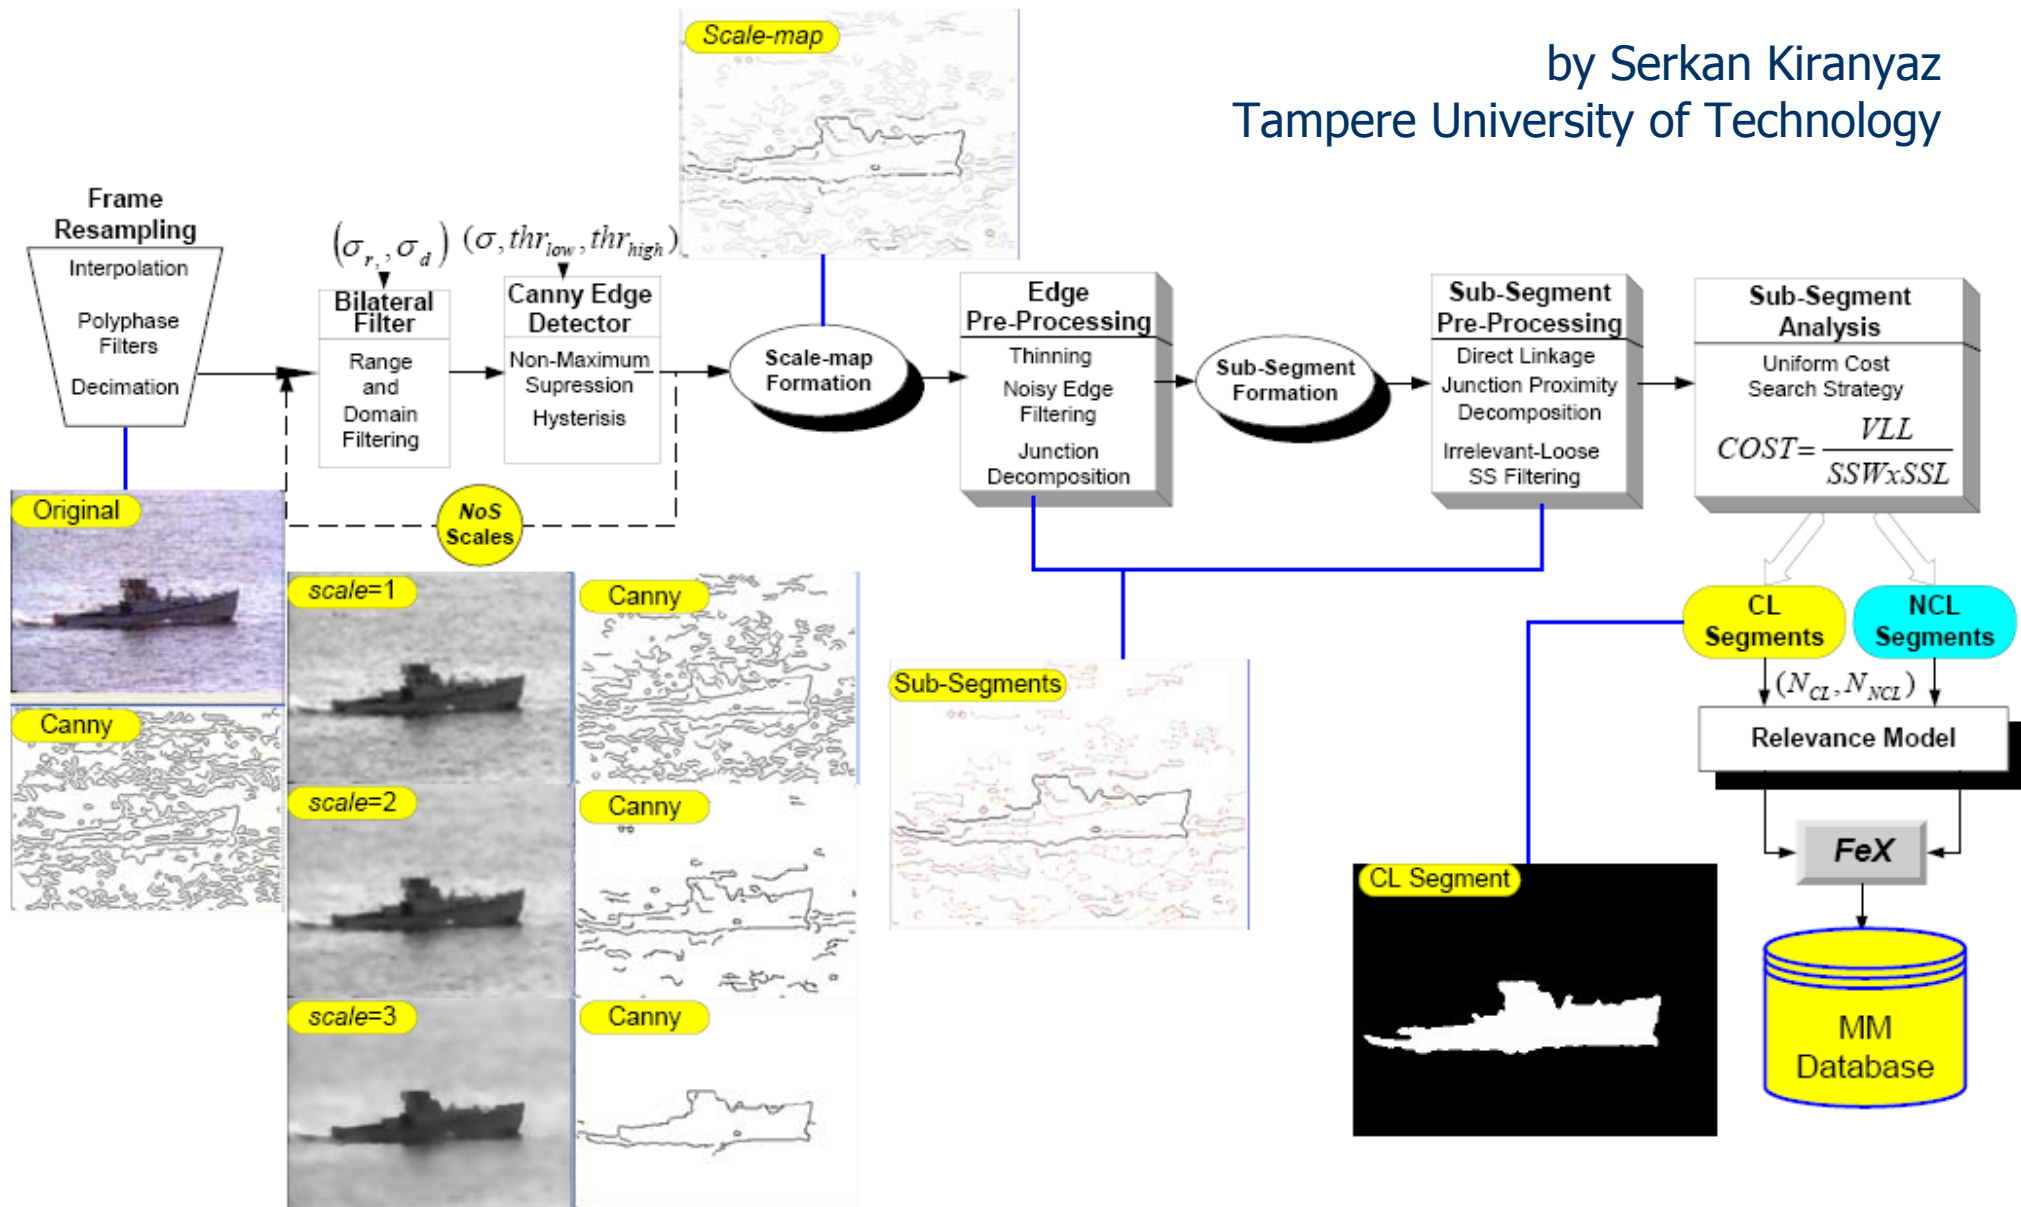 by Serkan Kiranyaz
Tampere University of Technology
Scale-map
Frame
Resampling
Interpolation
Polyphase
Filters
Decimation
(σr,, σd)
(σ, thrlow, thrhigh)
Bilateral
Filter
Range
and
Domain
Filtering
Canny Edge
Detector
Non-Maximum
Supression
Hysterisis
NoS
Scales
Scale-map
Formation
Edge
Pre-Processing
Thinning
Noisy Edge
Filtering
Junction
Decomposition
Sub-Segment
Formation
Sub-Segment
Pre-Processing
Direct Linkage
Junction Proximity
Decomposition
Irrelevant-Loose
SS Filtering
Sub-Segment
Analysis
Uniform Cost
Search Strategy
COST= VLL
SSWxSSL
Original
Canny
scale=1
Canny
scale=2
Canny
scale=3
Canny
Sub-Segments
CL
Segments
NCL
Segments
(NCL, NNCL)
Relevance Model
FeX
CL Segment
MM
Database